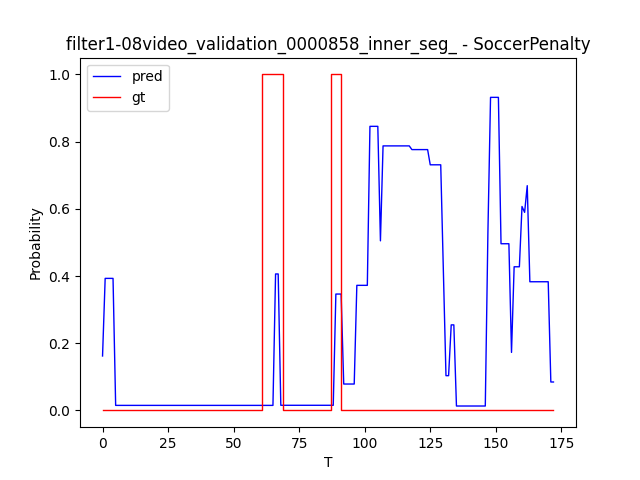 filter1-08video_validation_0000858_inner_seg_ - SoccerPenalty
pred
gt
1.0
0.8
0.6
0.4
0.2
0.0
Probability
0
25
50
75
100
125
150
175
T